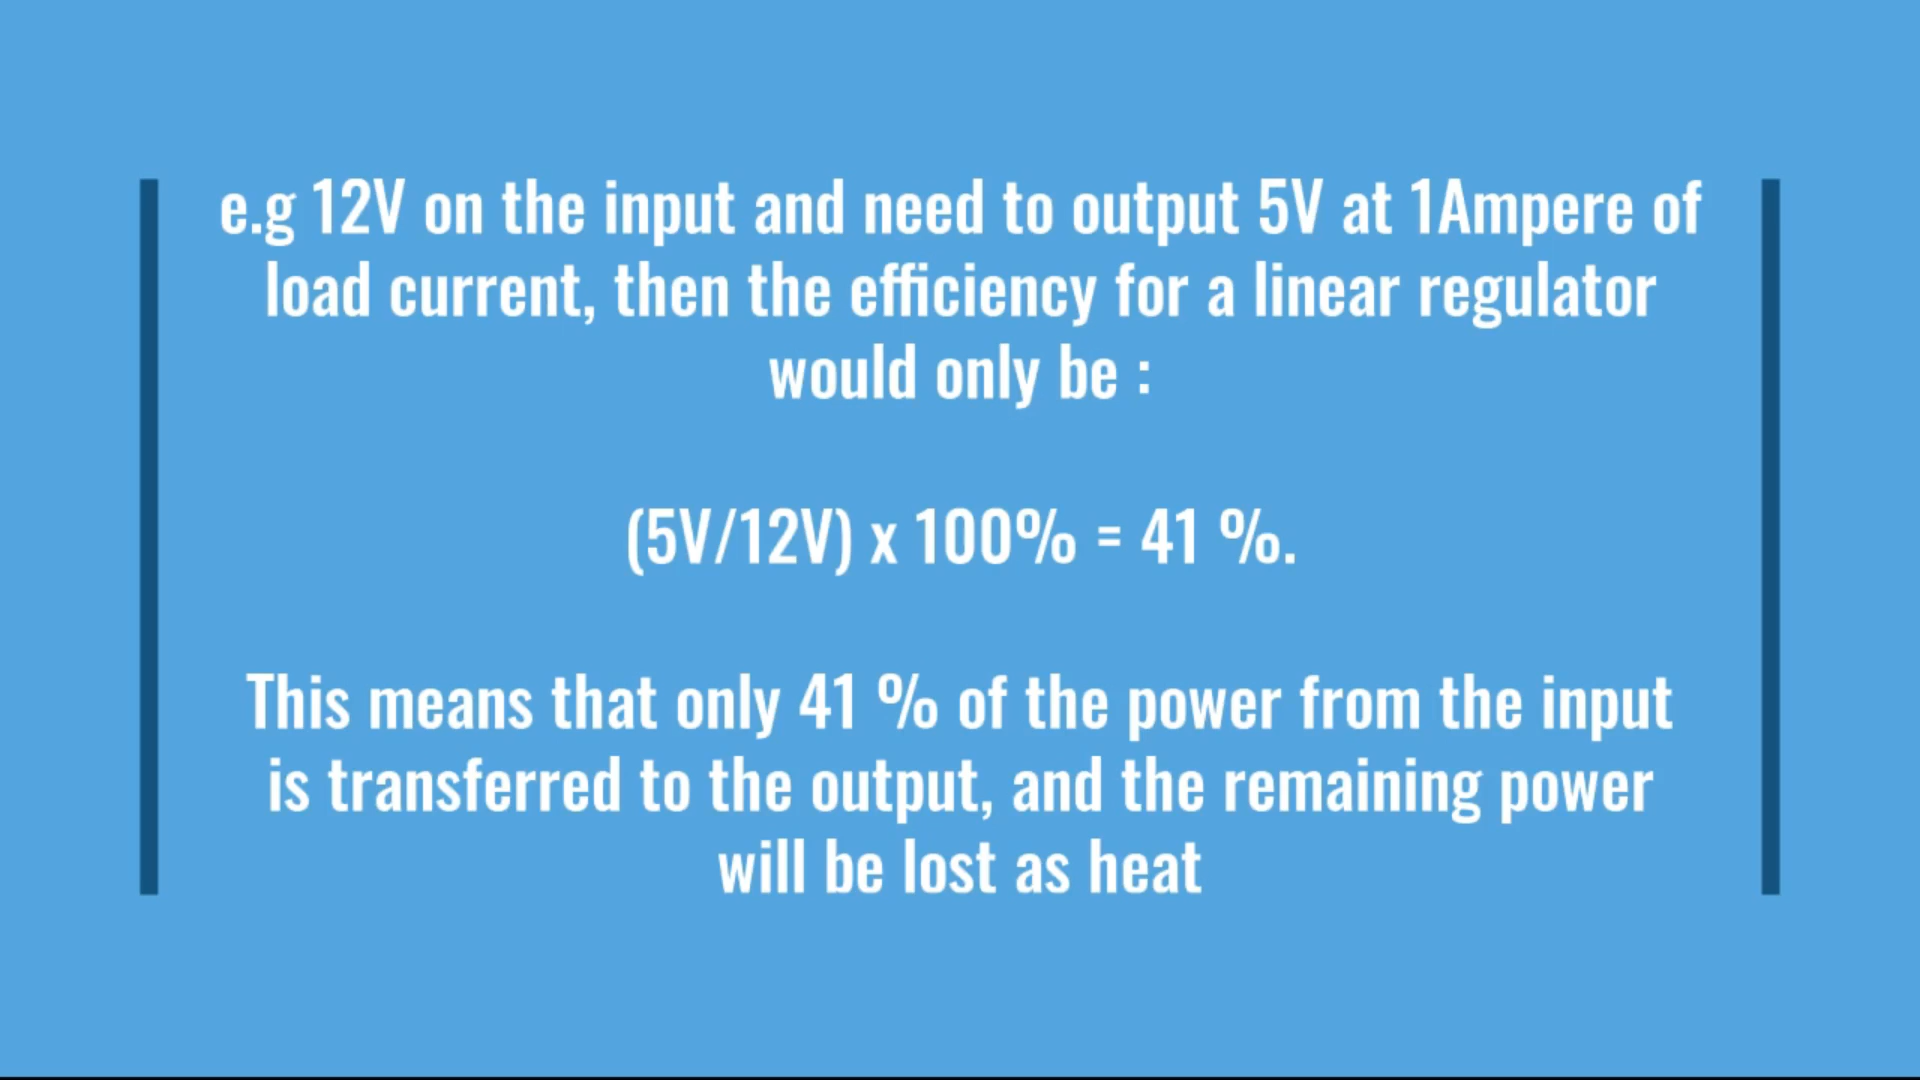 e.g 12V on the input and need to output 5V at 1Ampere of
load current, then the efficiency for a linear regulator
would only be :
(5V/12V) x 100% = 41 %.
This means that only 41 % of the power from the input
is transferred to the output, and the remaining power
will be lost as heat